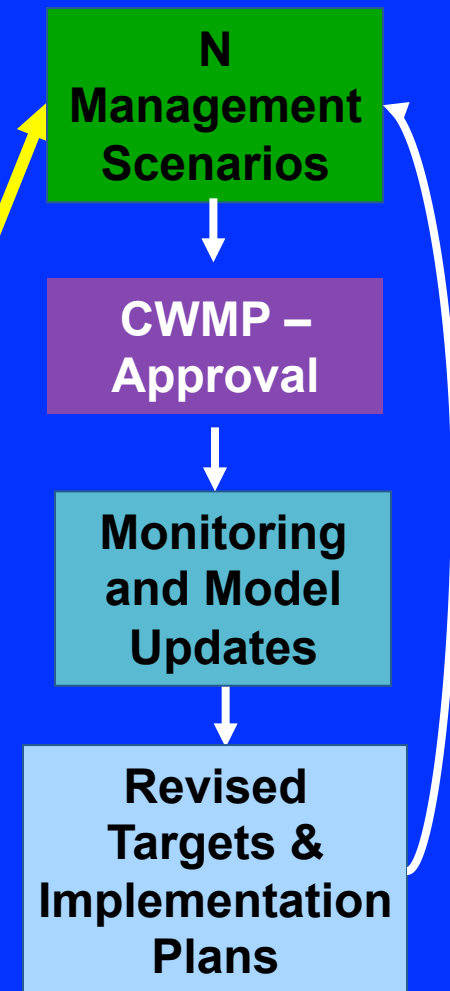 N
Management
Scenarios
CWMP –
Approval
Monitoring
and Model
Updates
Revised
Targets &
Implementation
Plans